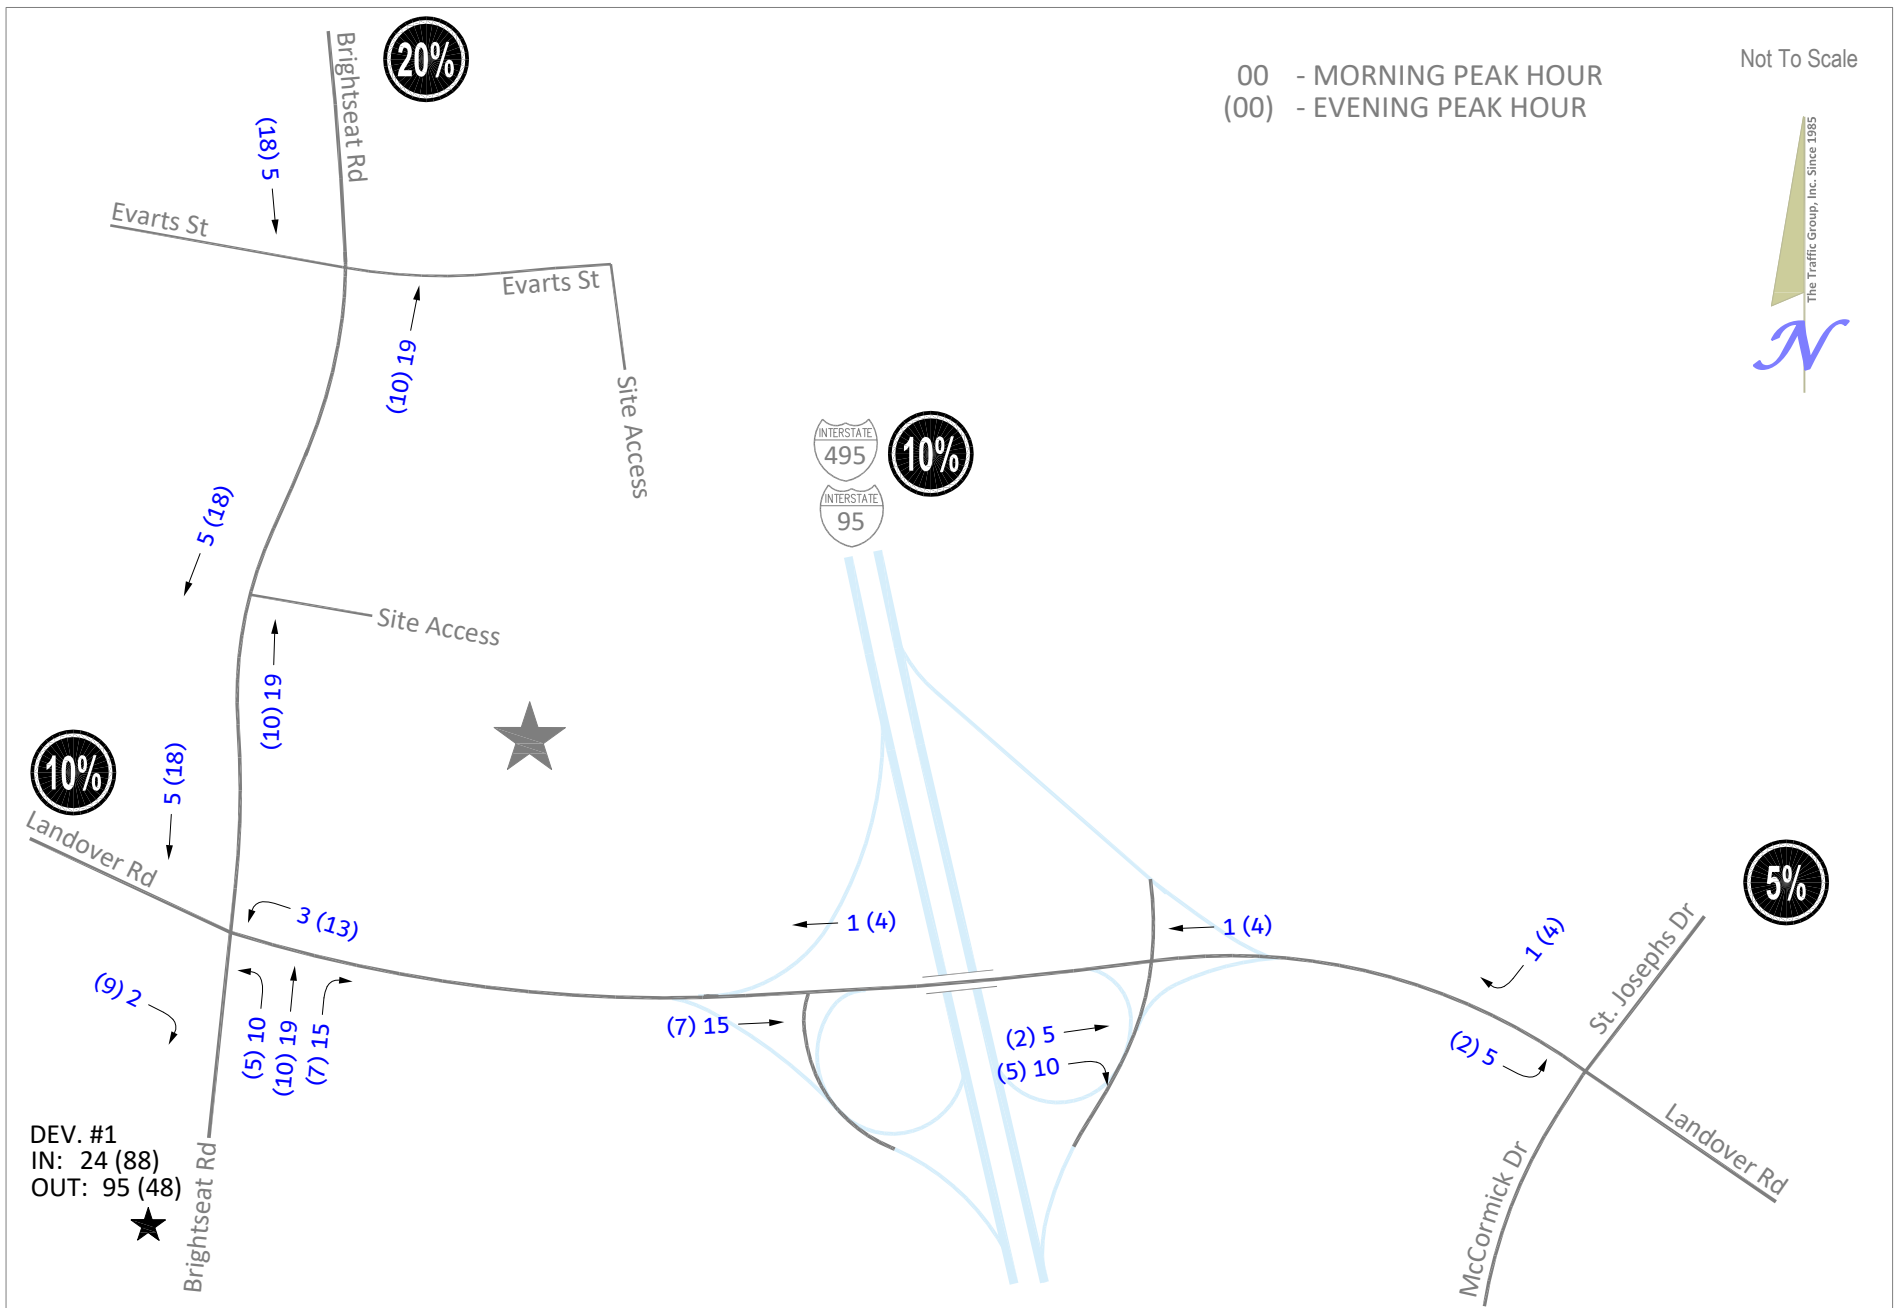 Brightseat Rd
20%
00 - MORNING PEAK HOUR
(00) - EVENING PEAK HOUR
Not To Scale
The Traffic Group, Inc. Since 1985
N
(18) 5
Evarts St
Evarts St
(10) 19
Site Access
INTERSTATE
495
10%
INTERSTATE
95
5 (18)
Site Access
(10) 19
10%
5 (18)
Landover Rd
3 (13)
(9) 2
(5) 10
(10) 19
(7) 15
1 (4)
1 (4)
(7) 15
(2) 5
(5) 10
5%
1 (4)
St. Josephs Dr
(2) 5
Landover Rd
McCormick Dr
DEV. #1
IN: 24 (88)
OUT: 95 (48)
Brightseat Rd